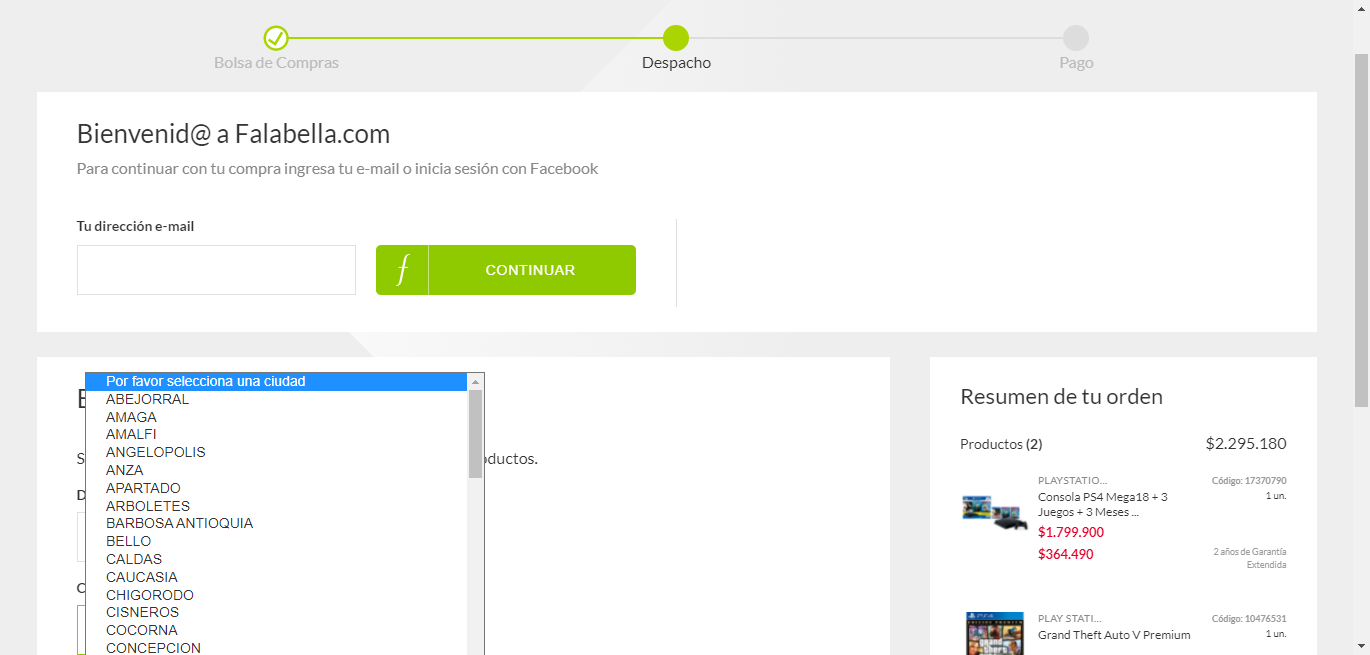 Bolsa de Compras
Despacho
Pago
Bienvenid@ a Falabella.com
Para continuar con tu compra ingresa tu e-mail o inicia sesión con Facebook
Tu dirección e-mail
f CONTINUAR
Por favor selecciona una ciudad
ABEJORRAL
AMAGA
AMALFI
ANGELOPOLIS
ANZA
APARTADO
ARBOLETES
BARBOSA ANTIOQUIA
BELLO
CALDAS
CAUCASIA
CHIGORODO
CISNEROS
COCORNA
CONCEPCION
Resumen de tu orden
Productos (2) $2.295.180
PLAYSTATIO... Código: 17370790
Consola PS4 Mega18 + 3 1 un.
Juegos + 3 Meses ...
$1.799.900
$364.490 2 años de Garantía
Extendida
PLAY STATI... Código: 10476531
Grand Theft Auto V Premium 1 un.